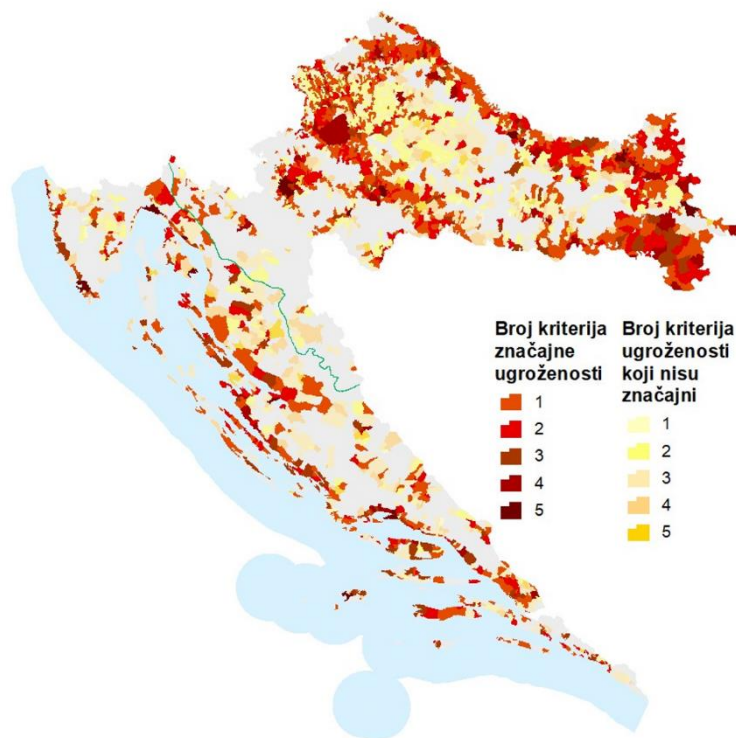 Broj kriterija
značajne
ugroženosti
1
2
3
4
5
Broj kriterija
ugroženosti
koji nisu
značajni
1
2
3
4
5